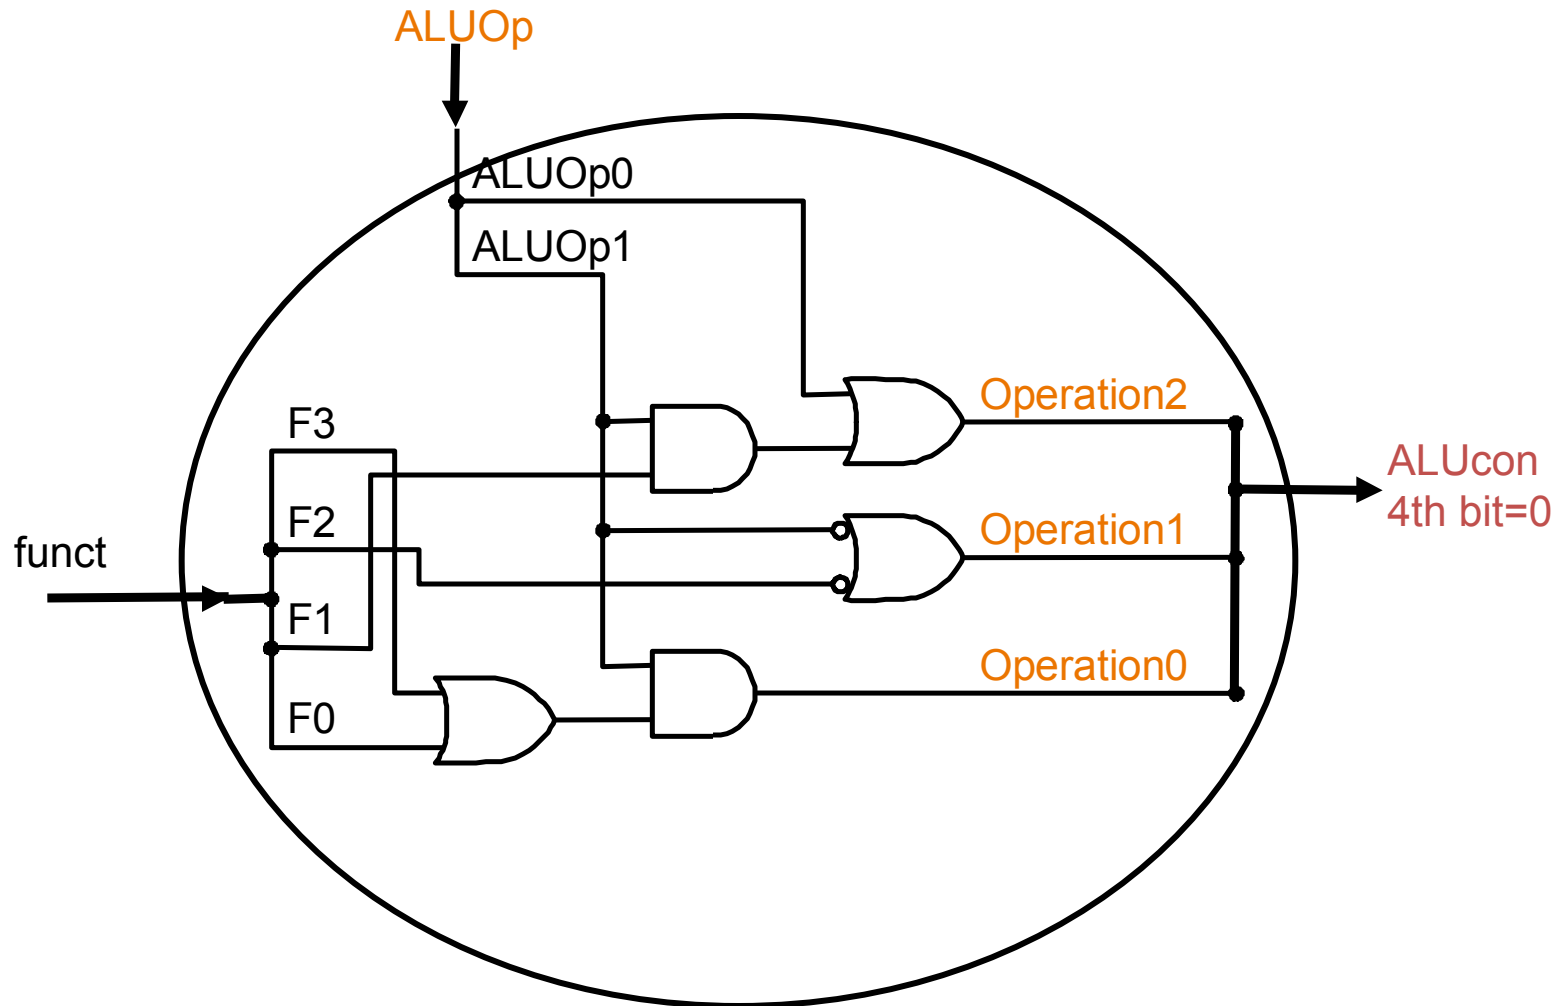 ALUOp
ALUOp0
ALUOp1
Operation2
F3
ALUcon
4th bit=0
F2
Operation1
funct
F1
Operation0
F0